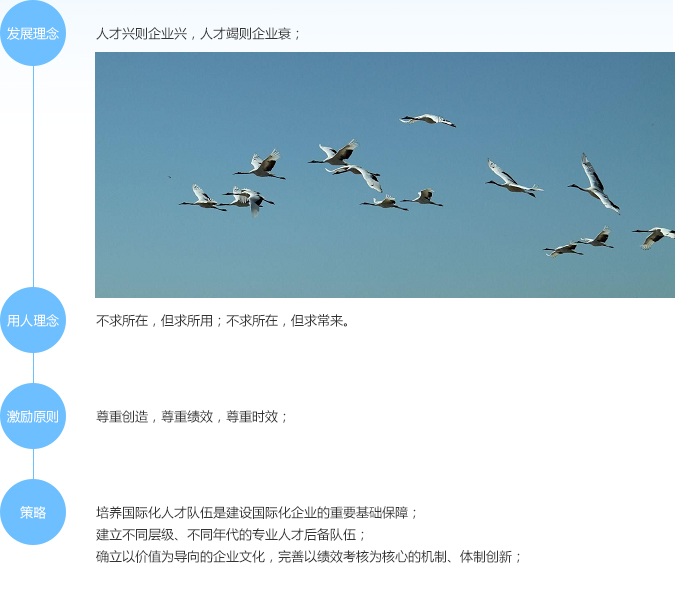 发展理念
人才兴则企业兴，人才竭则企业衰；
用人理念
不求所在，但求所用；不求所在，但求常来。
激励原则
尊重创造，尊重绩效，尊重时效；
策略
培养国际化人才队伍是建设国际化企业的重要基础保障；
建立不同层级、不同年代的专业人才后备队伍；
确立以价值为导向的企业文化，完善以绩效考核为核心的机制、体制创新；